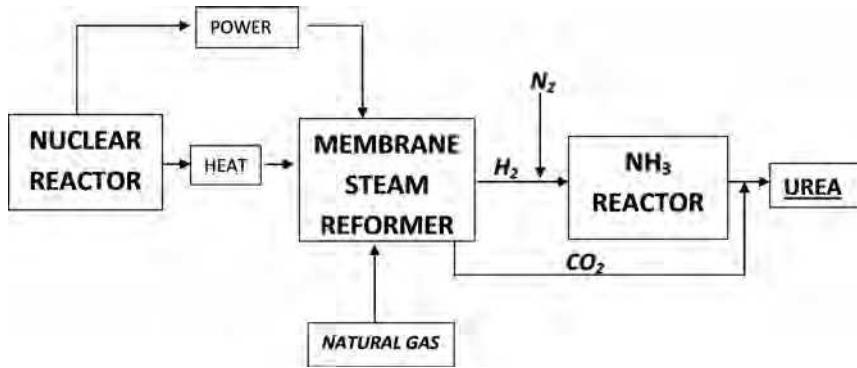 POWER
N₂
NUCLEAR
REACTOR
HEAT
MEMBRANE
STEAM
REFORMER
H₂
NH₃
REACTOR
UREA
CO₂
NATURAL GAS